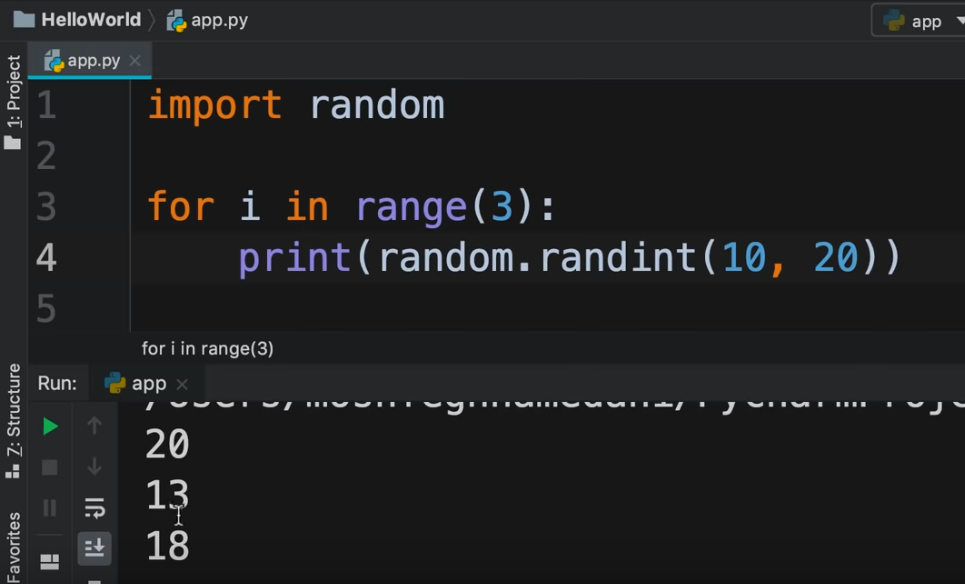 HelloWorld app.py app
app.py
1: Project
1 import random
2
3 for i in range(3):
4 print(random.randint(10, 20))
5
for i in range(3)
Run: app
Z: Structure
20
13
18
Favorites